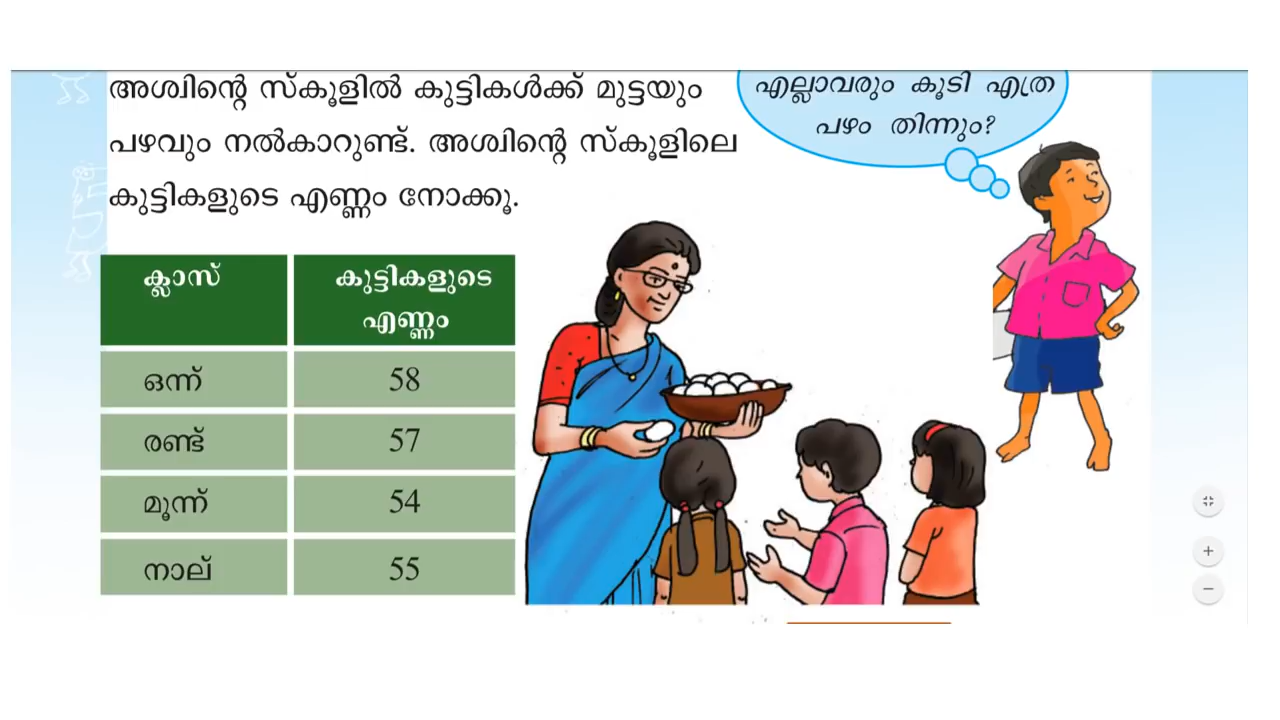 അശ്വിന്റെ സ്കൂളിൽ കുട്ടികൾക്ക് മുട്ടയും
പഴവും നൽകാറുണ്ട്. അശ്വിന്റെ സ്കൂളിലെ
കുട്ടികളുടെ എണ്ണം നോക്കൂ.
എല്ലാവരും കൂടി എത്ര
പഴം തിന്നും?
ക്ലാസ് കുട്ടികളുടെ
എണ്ണം
ഒന്ന് 58
രണ്ട് 57
മൂന്ന് 54
നാല് 55